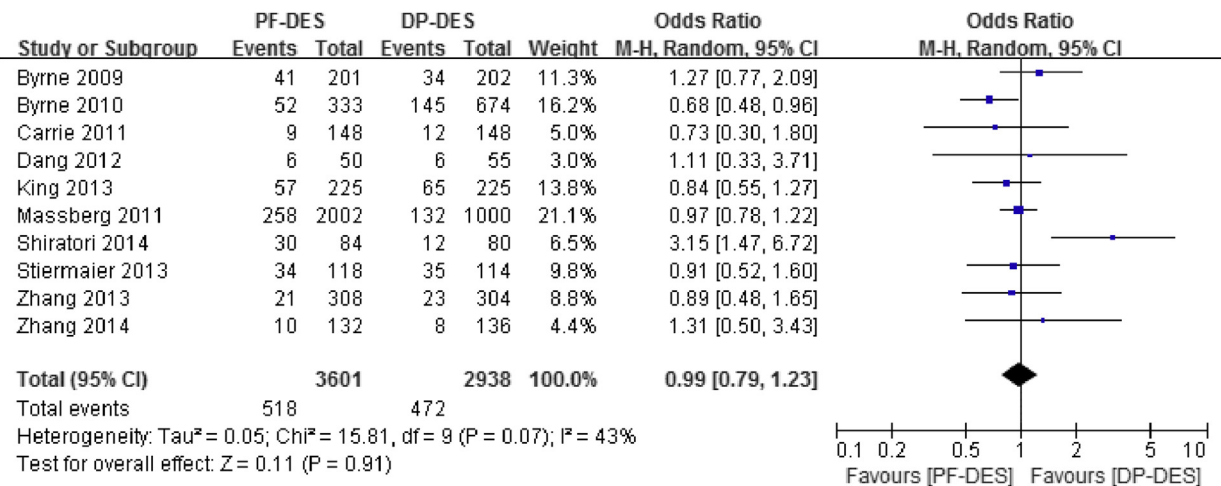 PF-DES DP-DES Odds Ratio Odds Ratio
Study or Subgroup Events Total Events Total Weight M-H, Random, 95% CI M-H, Random, 95% CI
Byrne 2009 41 201 34 202 11.3% 1.27 [0.77, 2.09]
Byrne 2010 52 333 145 674 16.2% 0.68 [0.48, 0.96]
Carrie 2011 9 148 12 148 5.0% 0.73 [0.30, 1.80]
Dang 2012 6 50 6 55 3.0% 1.11 [0.33, 3.71]
King 2013 57 225 65 225 13.8% 0.84 [0.55, 1.27]
Massberg 2011 258 2002 132 1000 21.1% 0.97 [0.78, 1.22]
Shiratori 2014 30 84 12 80 6.5% 3.15 [1.47, 6.72]
Stiermaier 2013 34 118 35 114 9.8% 0.91 [0.52, 1.60]
Zhang 2013 21 308 23 304 8.8% 0.89 [0.48, 1.65]
Zhang 2014 10 132 8 136 4.4% 1.31 [0.50, 3.43]
Total (95% CI) 3601 2938 100.0% 0.99 [0.79, 1.23]
Total events 518 472
Heterogeneity: Tau² = 0.05; Chi² = 15.81, df = 9 (P = 0.07); I² = 43%
Test for overall effect: Z = 0.11 (P = 0.91)
0.1 0.2 0.5 1 2 5 10
Favours [PF-DES] Favours [DP-DES]